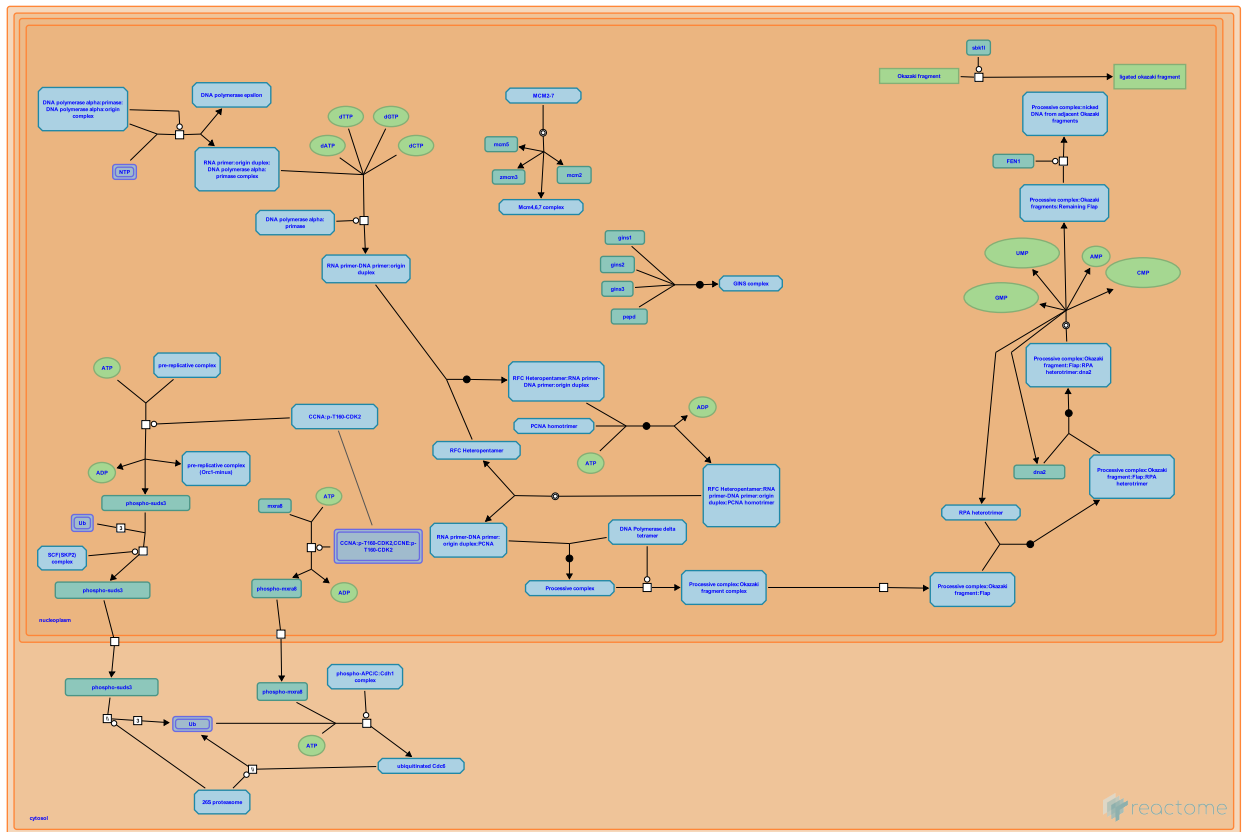 sbk1l
Okazaki fragment
ligated okazaki fragment
DNA polymerase alpha:primase:
DNA polymerase alpha:origin
complex
DNA polymerase epsilon
NTP
RNA primer:origin duplex:
DNA polymerase alpha:
primase complex
dTTP
dGTP
dATP
dCTP
MCM2-7
mcm5
zmcm3
mcm2
Mcm4,6,7 complex
Processive complex:nicked
DNA from adjacent Okazaki
fragments
FEN1
Processive complex:Okazaki
fragments:Remaining Flap
DNA polymerase alpha:
primase
RNA primer-DNA primer:origin
duplex
gins1
gins2
gins3
pepd
GINS complex
UMP
AMP
CMP
GMP
Processive complex:Okazaki
fragment:Flap:RPA
heterotrimer:dna2
ATP
pre-replicative complex
CCNA:p-T160-CDK2
ADP
pre-replicative complex
(Orc1-minus)
phospho-suds3
Ub
3
SCF(SKP2)
complex
phospho-suds3
mxra8
ATP
CCNA:p-T160-CDK2,CCNE:p-
T160-CDK2
phospho-mxra8
ADP
RFC Heteropentamer:RNA primer-
DNA primer:origin duplex
PCNA homotrimer
ADP
ATP
RFC Heteropentamer
RFC Heteropentamer:RNA
primer-DNA primer:origin
duplex:PCNA homotrimer
RNA primer-DNA primer:
origin duplex:PCNA
DNA Polymerase delta
tetramer
Processive complex
Processive complex:Okazaki
fragment complex
dna2
Processive complex:Okazaki
fragment:Flap:RPA
heterotrimer
RPA heterotrimer
Processive complex:Okazaki
fragment:Flap
nucleoplasm
phospho-suds3
5
3
Ub
phospho-mxra8
phospho-APC/C:Cdh1
complex
ATP
ubiquitinated Cdc6
26S proteasome
cytosol
reactome